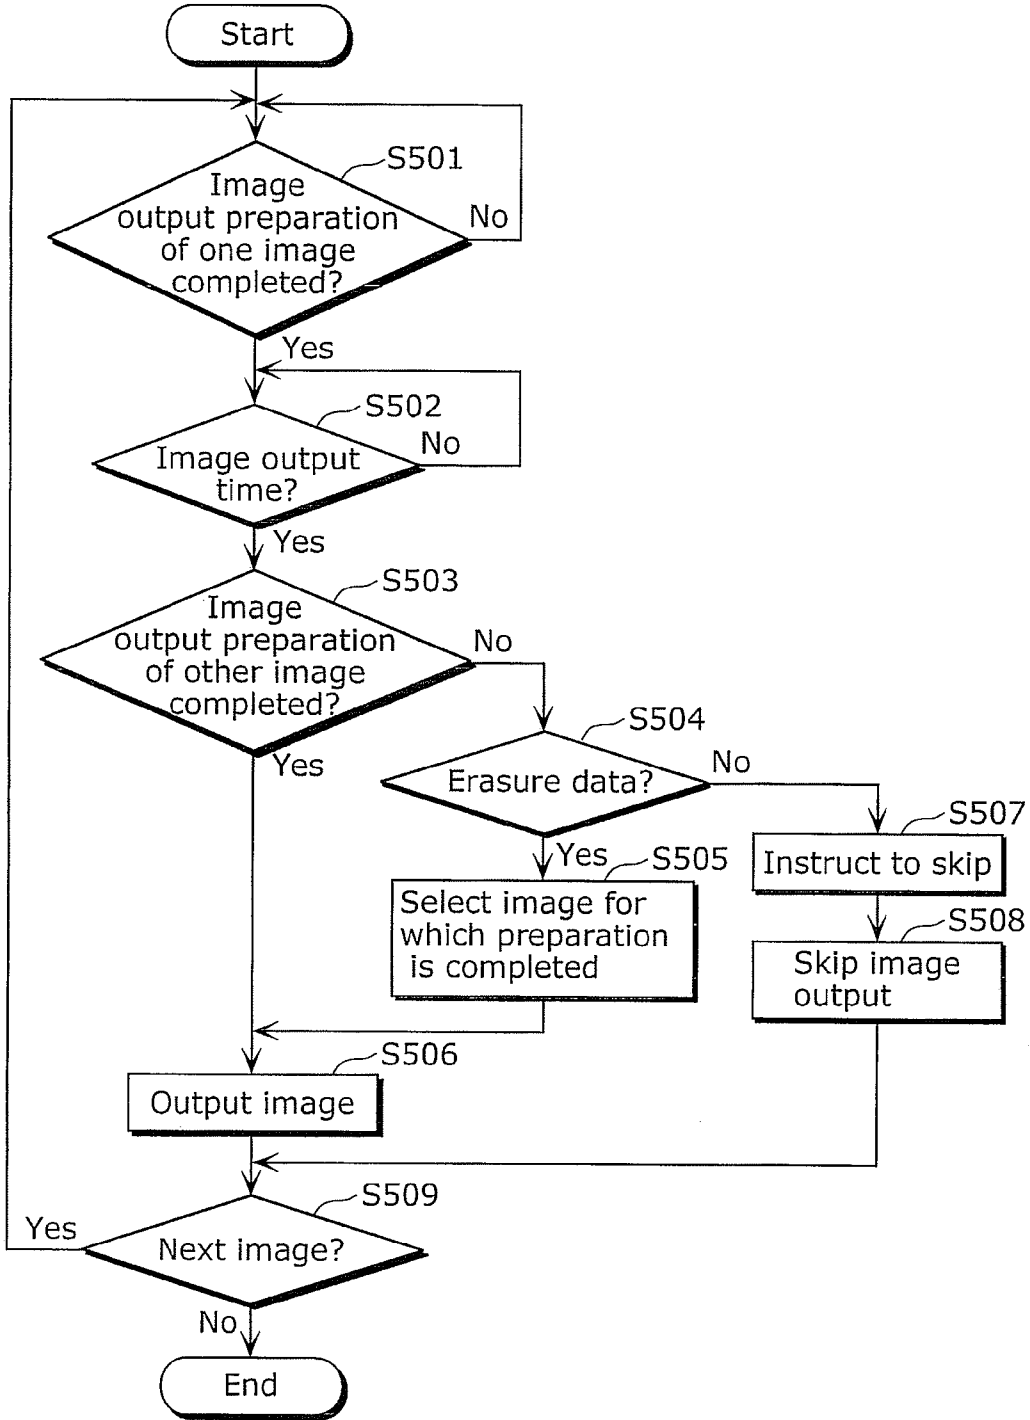 Start
S501
Image
output preparation
of one image
completed?
No
Yes
S502
Image output
time?
No
Yes
S503
Image
output preparation
of other image
completed?
No
Yes
S504
Erasure data?
No
Yes
S505
Select image for
which preparation
is completed
S507
Instruct to skip
S508
Skip image
output
S506
Output image
S509
Next image?
Yes
No
End